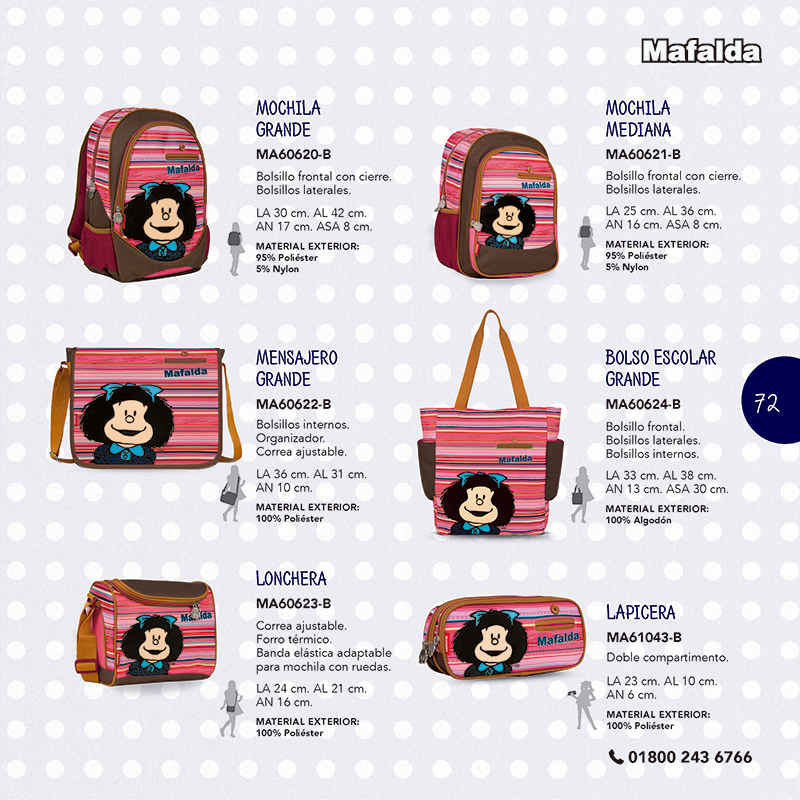 Mafalda
MOCHILA
GRANDE
MA60620-B
Bolsillo frontal con cierre.
Bolsillos laterales.
LA 30 cm. AL 42 cm.
AN 17 cm. ASA 8 cm.
MATERIAL EXTERIOR:
95% Poliéster
5% Nylon
Mafalda
MOCHILA
MEDIANA
MA60621-B
Bolsillo frontal con cierre.
Bolsillos laterales.
LA 25 cm. AL 36 cm.
AN 16 cm. ASA 8 cm.
MATERIAL EXTERIOR:
95% Poliéster
5% Nylon
Mafalda
MENSAJERO
GRANDE
MA60622-B
Bolsillos internos.
Organizador.
Correa ajustable.
LA 36 cm. AL 31 cm.
AN 10 cm.
MATERIAL EXTERIOR:
100% Poliéster
Mafalda
BOLSO ESCOLAR
GRANDE
MA60624-B
Bolsillo frontal.
Bolsillos laterales.
Bolsillos internos.
LA 33 cm. AL 38 cm.
AN 13 cm. ASA 30 cm.
MATERIAL EXTERIOR:
100% Algodón
Mafalda
72
LONCHERA
MA60623-B
Correa ajustable.
Forro térmico.
Banda elástica adaptable
para mochila con ruedas.
LA 24 cm. AL 21 cm.
AN 16 cm.
MATERIAL EXTERIOR:
100% Poliéster
Mafalda
LAPICERA
MA61043-B
Doble compartimento.
LA 23 cm. AL 10 cm.
AN 6 cm.
MATERIAL EXTERIOR:
100% Poliéster
Mafalda
01800 243 6766